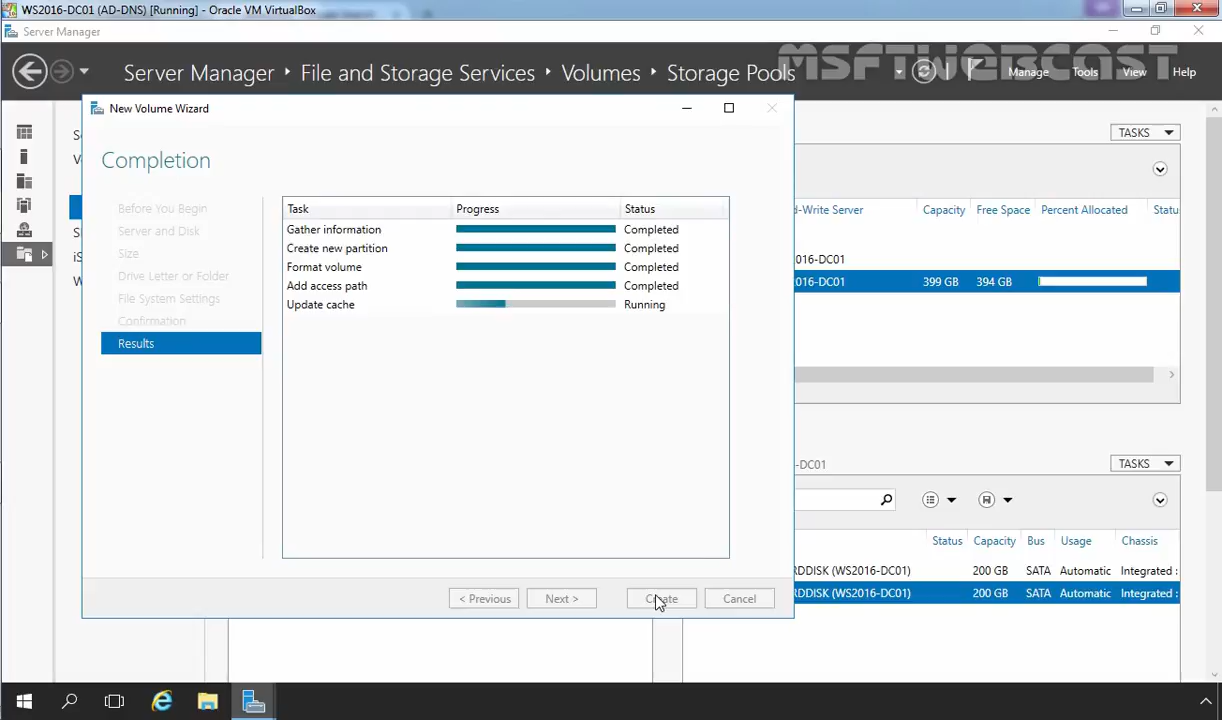 WS2016-DC01 (AD-DNS) [Running] - Oracle VM VirtualBox
Server Manager
MSFTWEBCAST
Server Manager ‣ File and Storage Services ‣ Volumes ‣ Storage Pools
Manage Tools View Help
New Volume Wizard
Completion
Before You Begin
Server and Disk
Size
Drive Letter or Folder
File System Settings
Confirmation
Results
Task Progress Status
Gather information Completed
Create new partition Completed
Format volume Completed
Add access path Completed
Update cache Running
< Previous Next > Create Cancel
TASKS
d-Write Server Capacity Free Space Percent Allocated Statu
016-DC01
016-DC01 399 GB 394 GB
-DC01 TASKS
Status Capacity Bus Usage Chassis
RDDISK (WS2016-DC01) 200 GB SATA Automatic Integrated :
RDDISK (WS2016-DC01) 200 GB SATA Automatic Integrated :